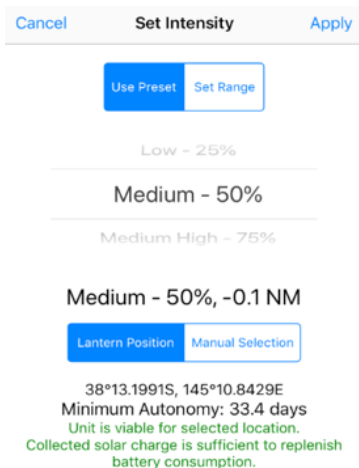 Cancel Set Intensity Apply
Use Preset Set Range
Low - 25%
Medium - 50%
Medium High - 75%
Medium - 50%, -0.1 NM
Lantern Position Manual Selection
38°13.1991S, 145°10.8429E
Minimum Autonomy: 33.4 days
Unit is viable for selected location.
Collected solar charge is sufficient to replenish
battery consumption.